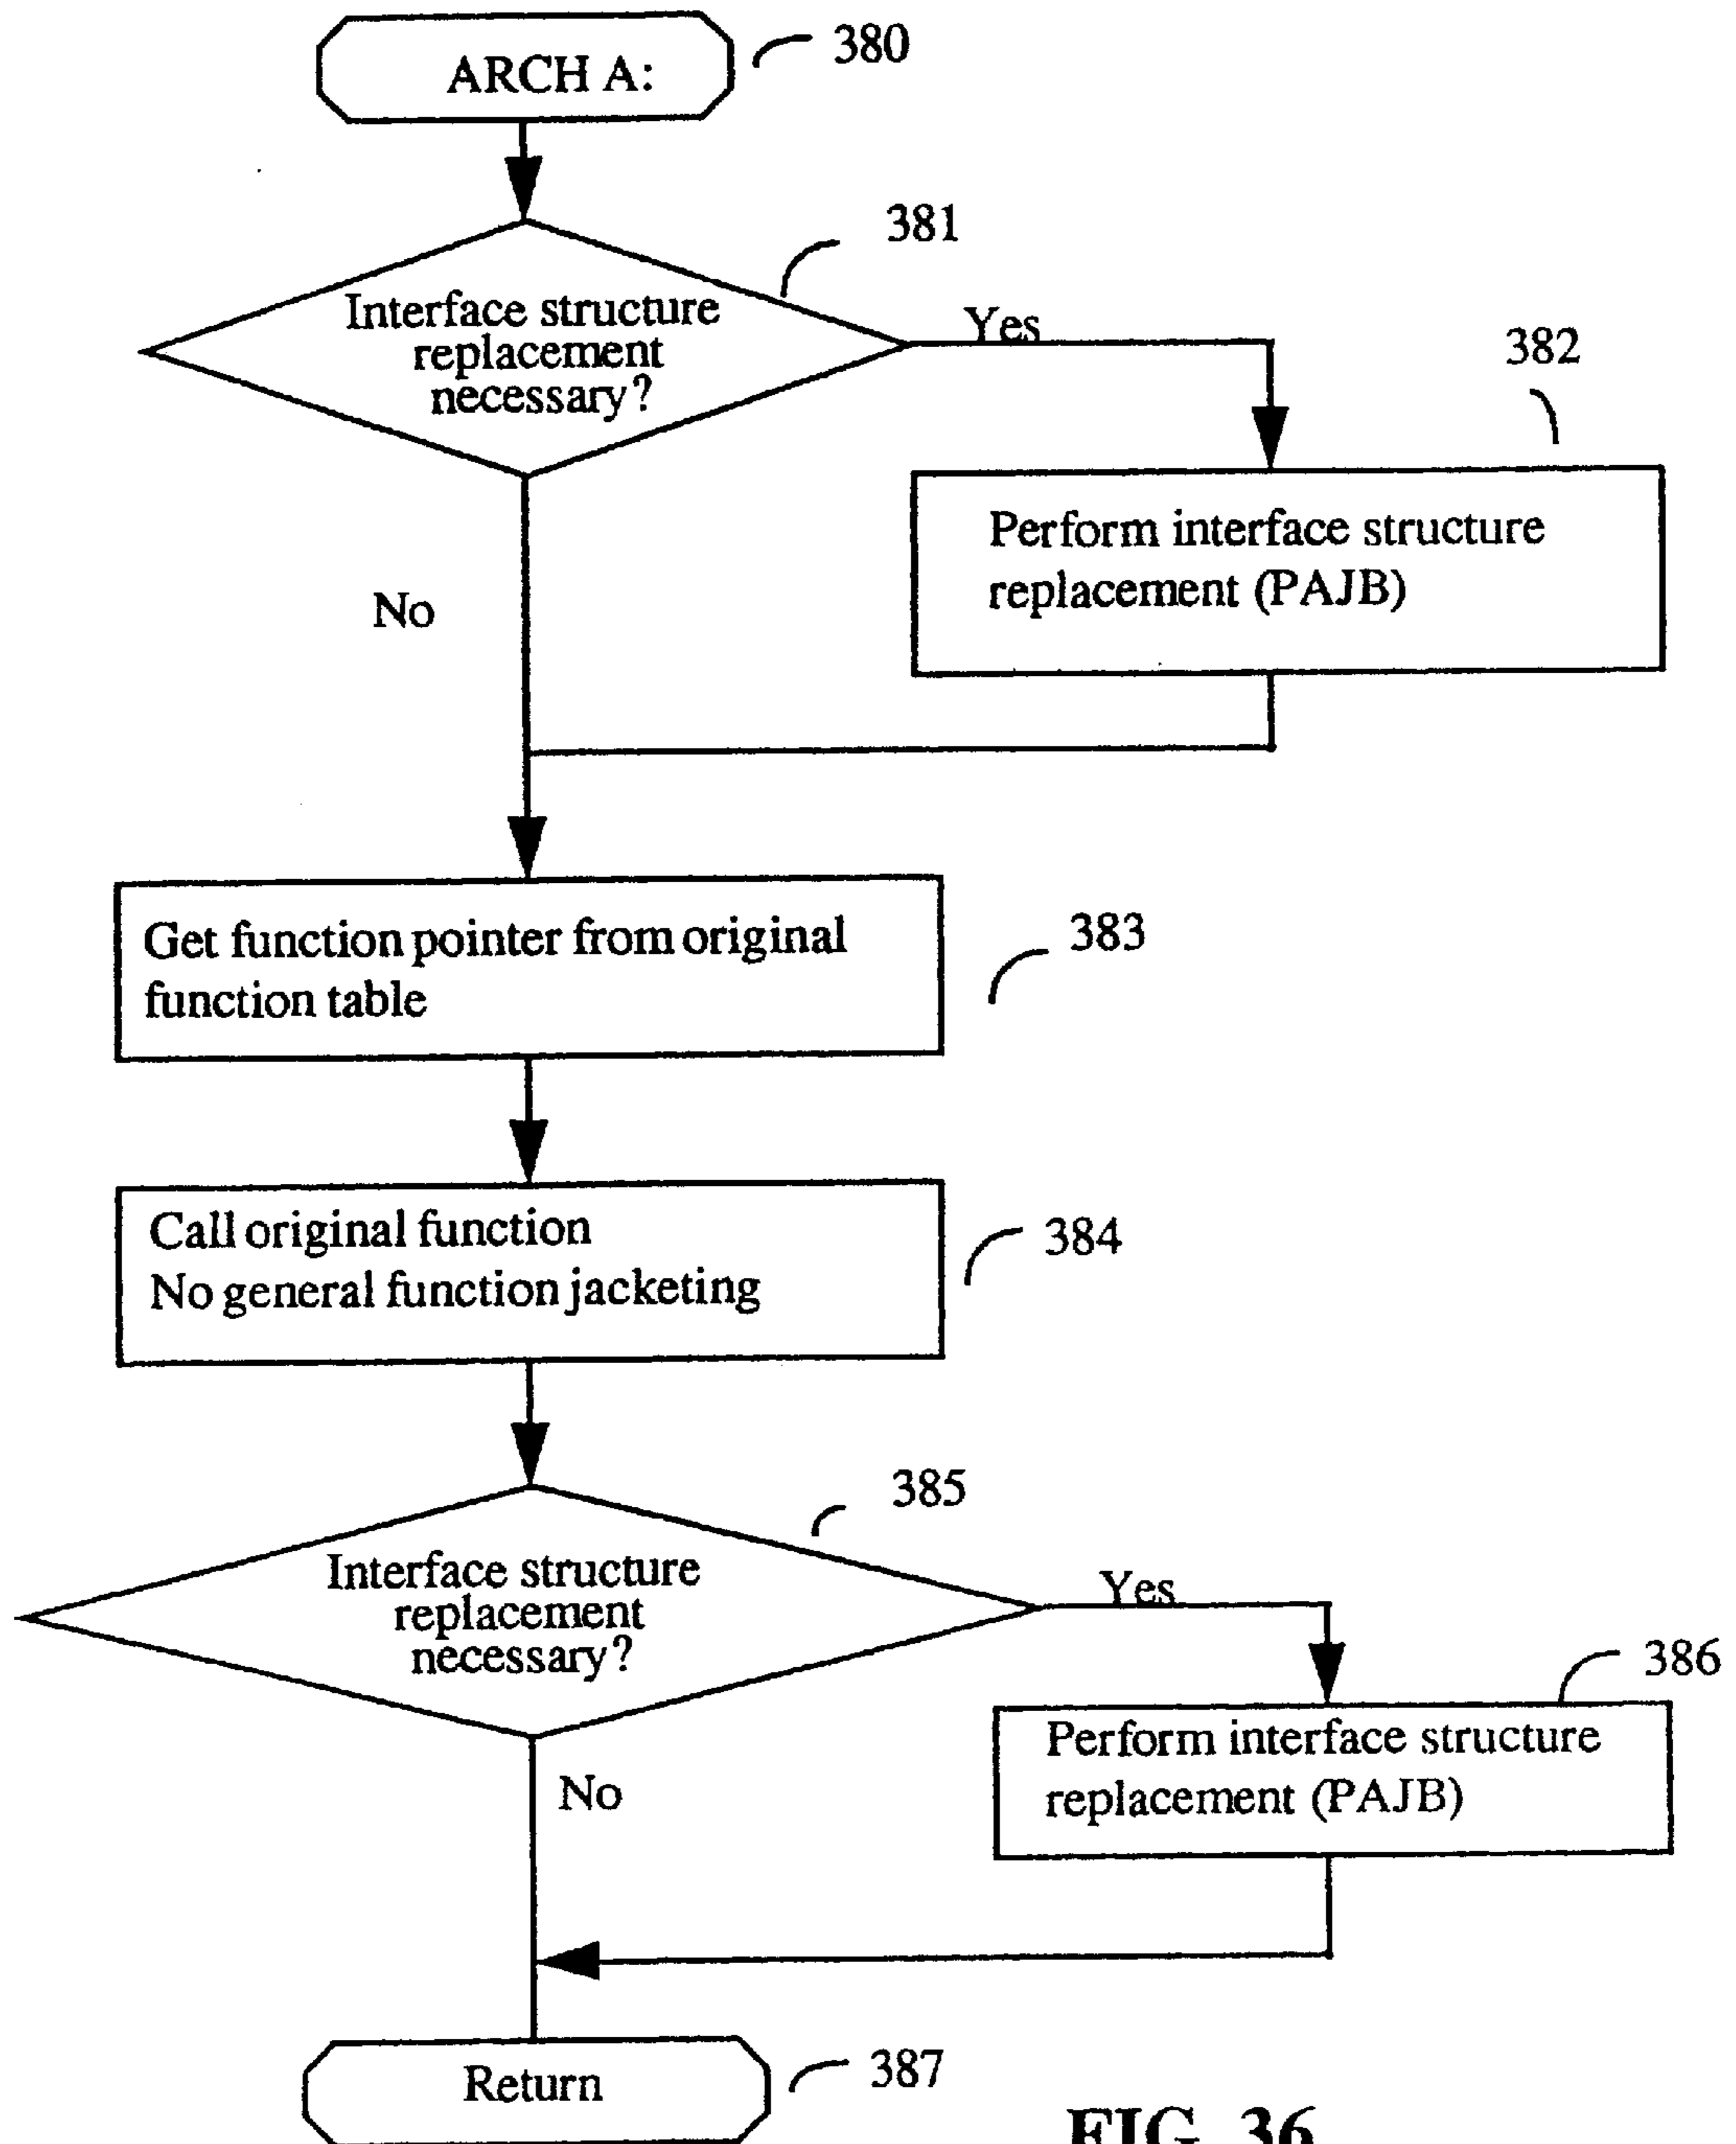 ARCH A:
380
381
Interface structure
replacement
necessary?
Yes
382
Perform interface structure
replacement (PAJB)
No
Get function pointer from original
function table
383
Call original function
No general function jacketing
384
385
Interface structure
replacement
necessary?
Yes
386
Perform interface structure
replacement (PAJB)
No
Return
387
FIG. 36